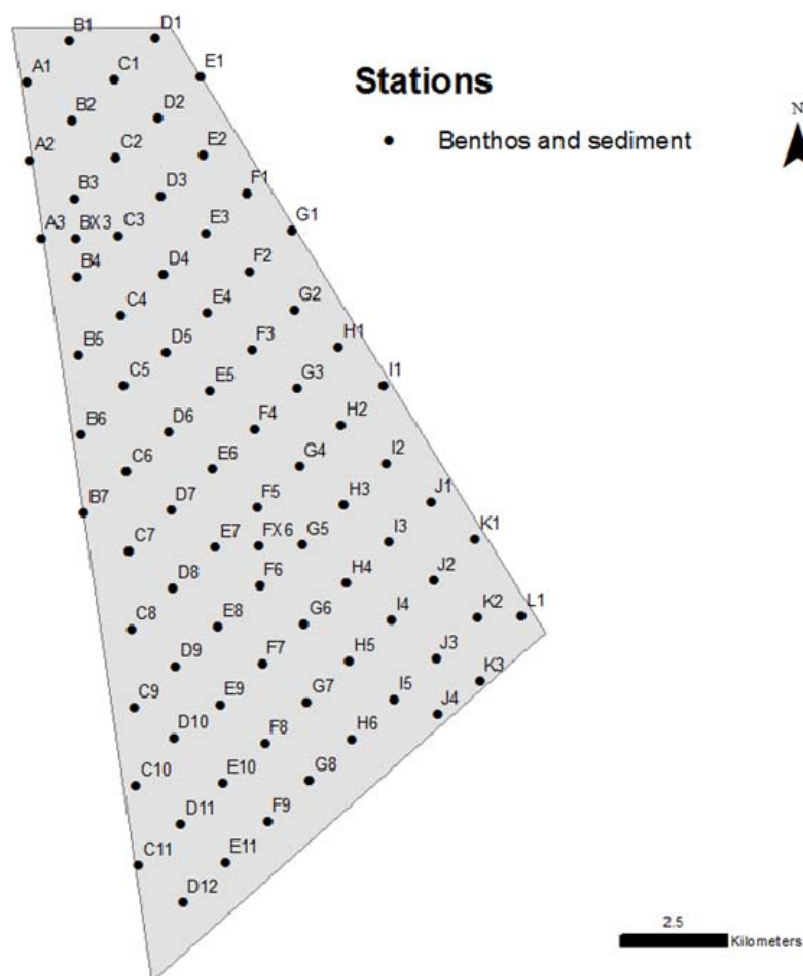 B1
D1
A1
C1
E1
Stations
B2
D2
N
Benthos and sediment
A2
C2
E2
B3
D3
F1
A3
BX3
C3
E3
G1
B4
D4
F2
C4
E4
G2
B5
D5
F3
H1
C5
E5
G3
I1
B6
D6
F4
H2
C6
E6
G4
I2
B7
D7
F5
H3
J1
C7
E7
FX6
G5
I3
K1
D8
F6
H4
J2
C8
E8
G6
I4
K2
L1
D9
F7
H5
J3
K3
C9
E9
G7
I5
J4
D10
F8
H6
C10
E10
G8
D11
F9
C11
E11
D12
2.5
Kilometers